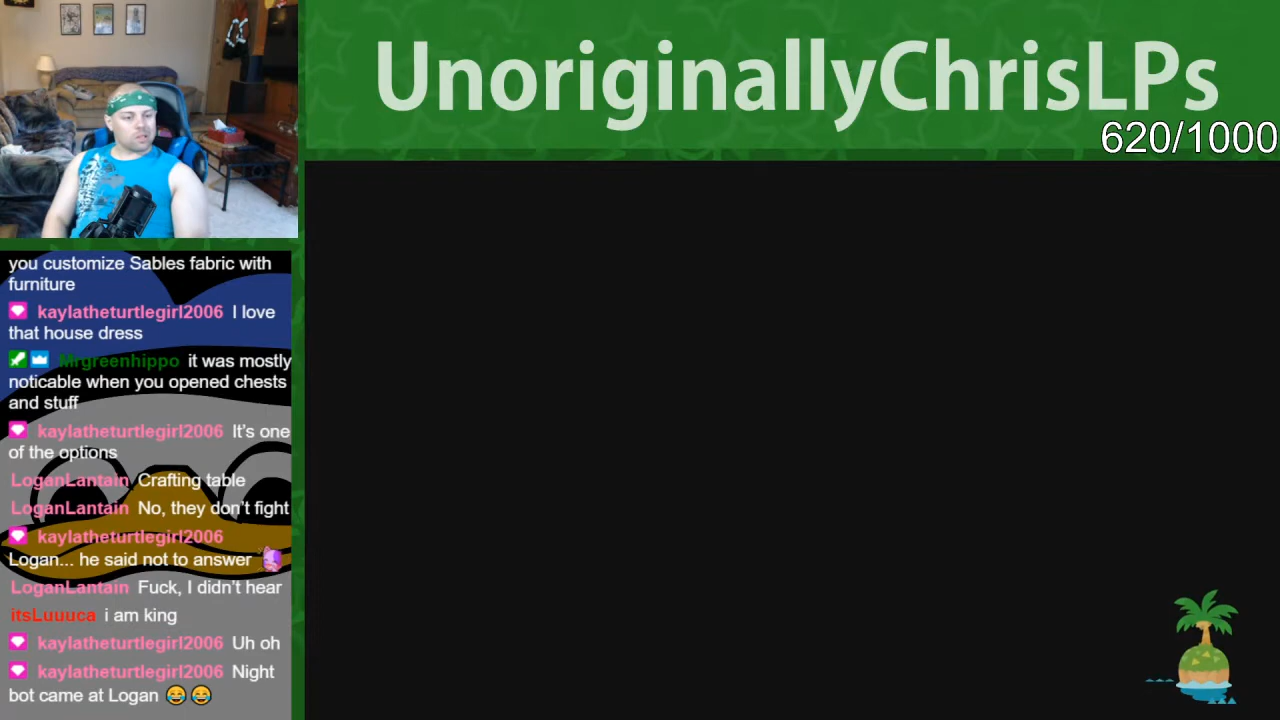 UnoriginallyChrisLPs
620/1000
you customize Sables fabric with
furniture
kaylatheturtlegirl2006 I love
that house dress
Mrgreenhippo it was mostly
noticable when you opened chests
and stuff
kaylatheturtlegirl2006 It's one
of the options
LoganLantain Crafting table
LoganLantain No, they don't fight
kaylatheturtlegirl2006
Logan... he said not to answer
LoganLantain Fuck, I didn't hear
itsLuuuca i am king
kaylatheturtlegirl2006 Uh oh
kaylatheturtlegirl2006 Night
bot came at Logan 😂😂